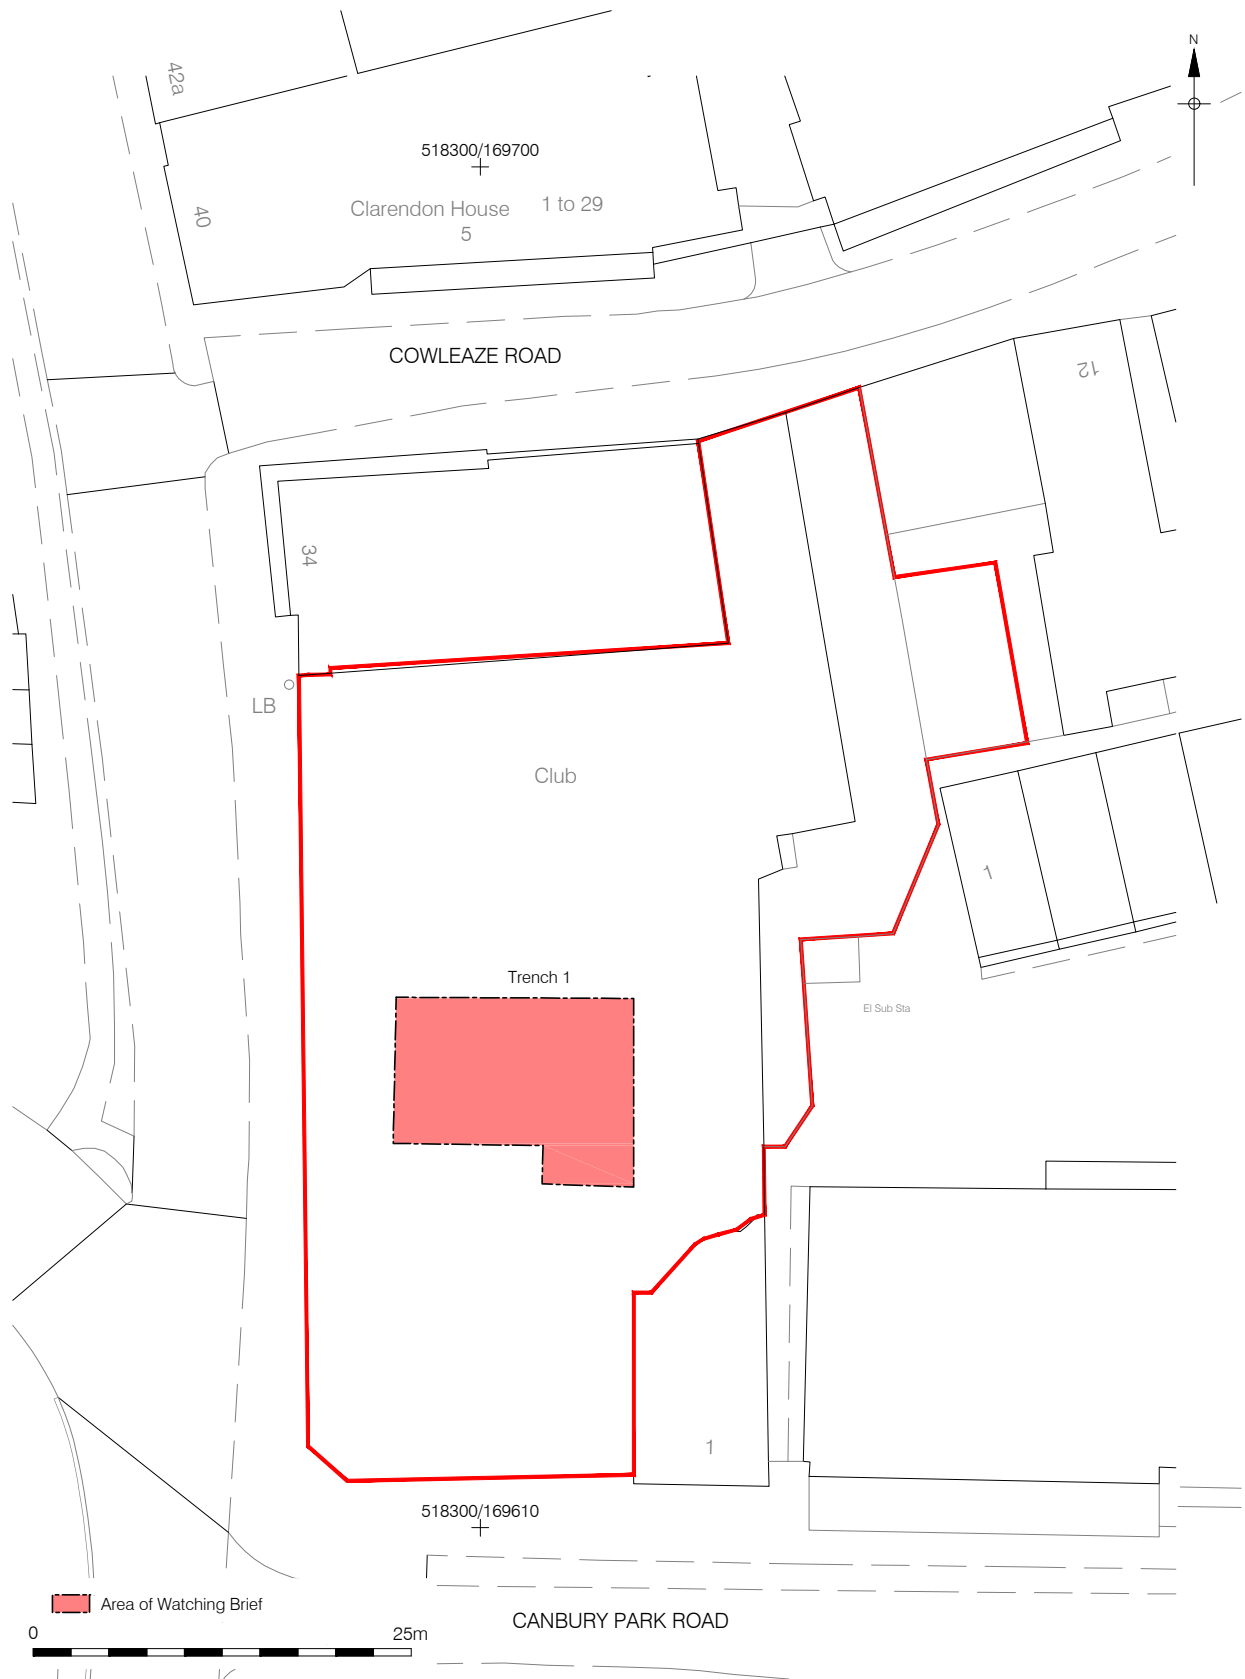 N
42a
518300/169700
40
Clarendon House 1 to 29
5
COWLEAZE ROAD
12
34
LB
Club
1
Trench 1
El Sub Sta
1
518300/169610
Area of Watching Brief
CANBURY PARK ROAD
0 25m